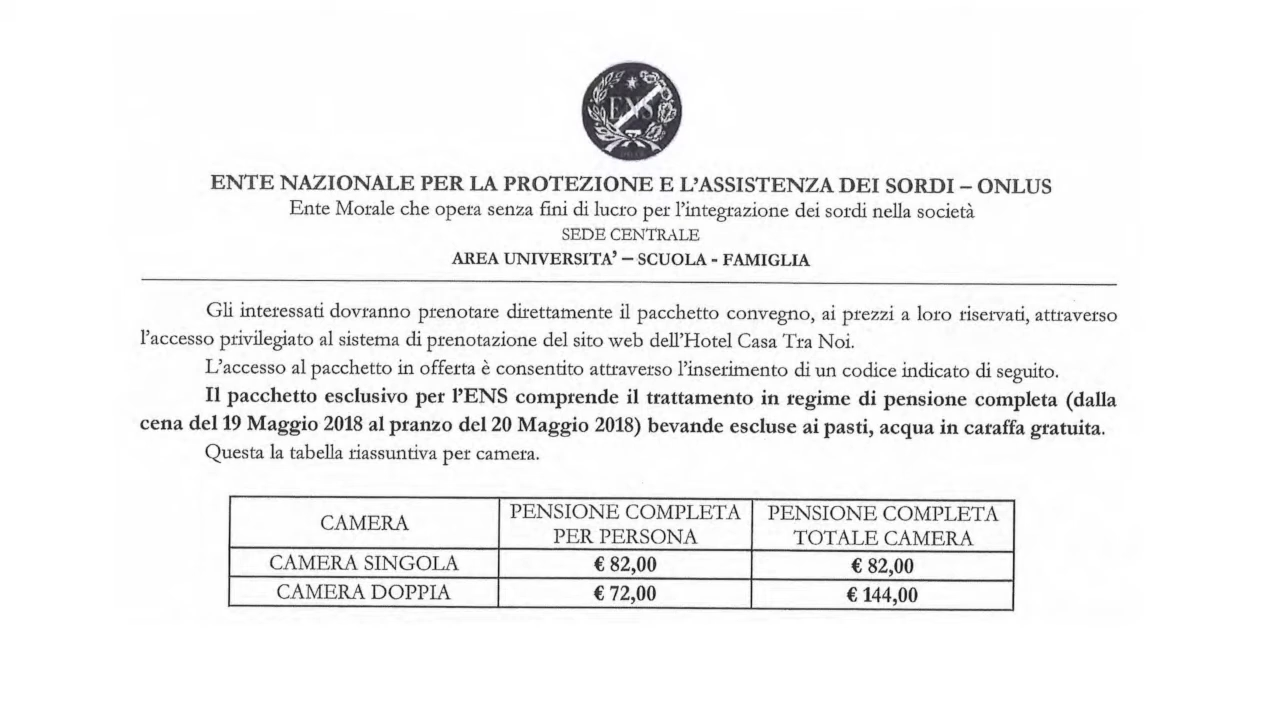 ENS
ENTE NAZIONALE PER LA PROTEZIONE E L'ASSISTENZA DEI SORDI – ONLUS
Ente Morale che opera senza fini di lucro per l'integrazione dei sordi nella società
SEDE CENTRALE
AREA UNIVERSITA' – SCUOLA - FAMIGLIA
Gli interessati dovranno prenotare direttamente il pacchetto convegno, ai prezzi a loro riservati, attraverso
l'accesso privilegiato al sistema di prenotazione del sito web dell'Hotel Casa Tra Noi.
L'accesso al pacchetto in offerta è consentito attraverso l'inserimento di un codice indicato di seguito.
Il pacchetto esclusivo per l'ENS comprende il trattamento in regime di pensione completa (dalla
cena del 19 Maggio 2018 al pranzo del 20 Maggio 2018) bevande escluse ai pasti, acqua in caraffa gratuita.
Questa la tabella riassuntiva per camera.
CAMERA
PENSIONE COMPLETA
PER PERSONA
PENSIONE COMPLETA
TOTALE CAMERA
CAMERA SINGOLA € 82,00 € 82,00
CAMERA DOPPIA € 72,00 € 144,00